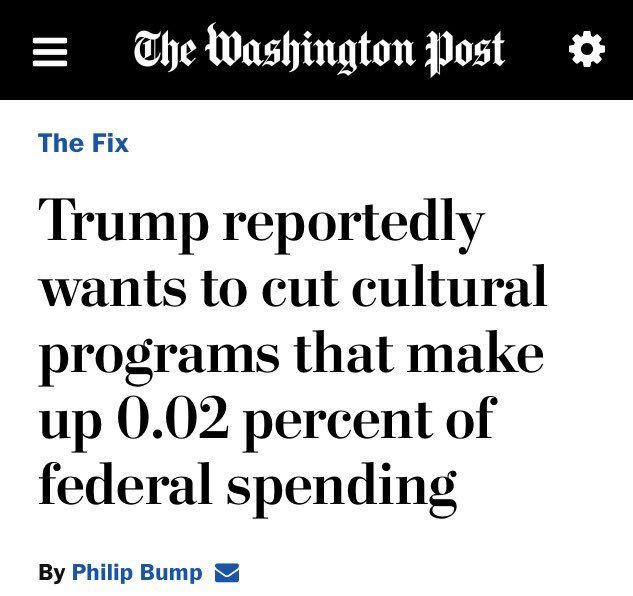 The Washington Post
The Fix
Trump reportedly
wants to cut cultural
programs that make
up 0.02 percent of
federal spending
By Philip Bump